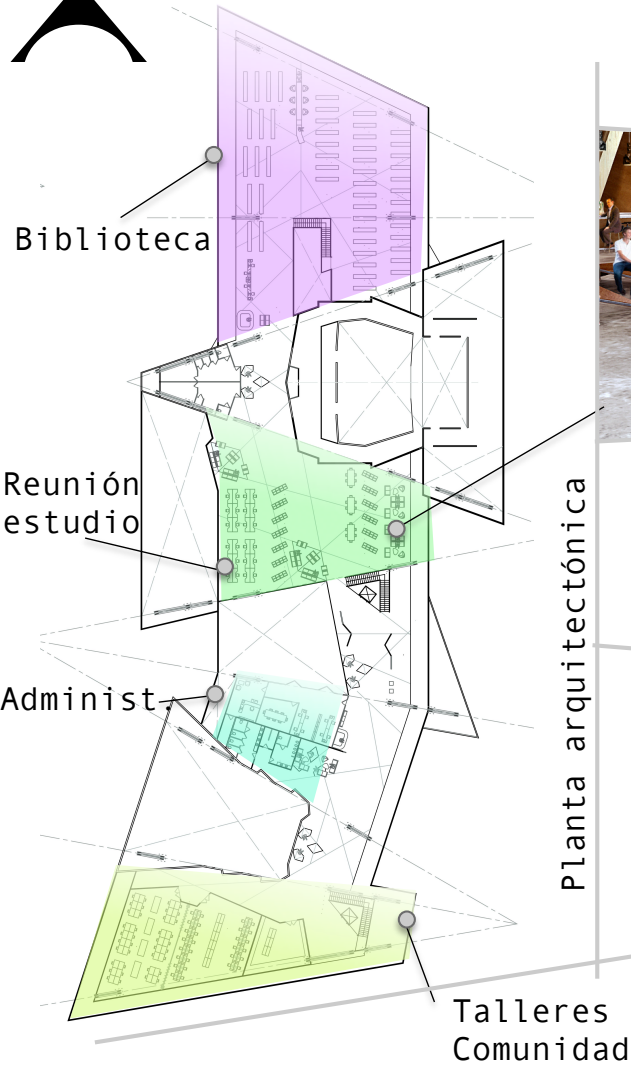 Biblioteca
Reunión
estudio
Administ
Planta arquitectónica
Talleres
Comunidad